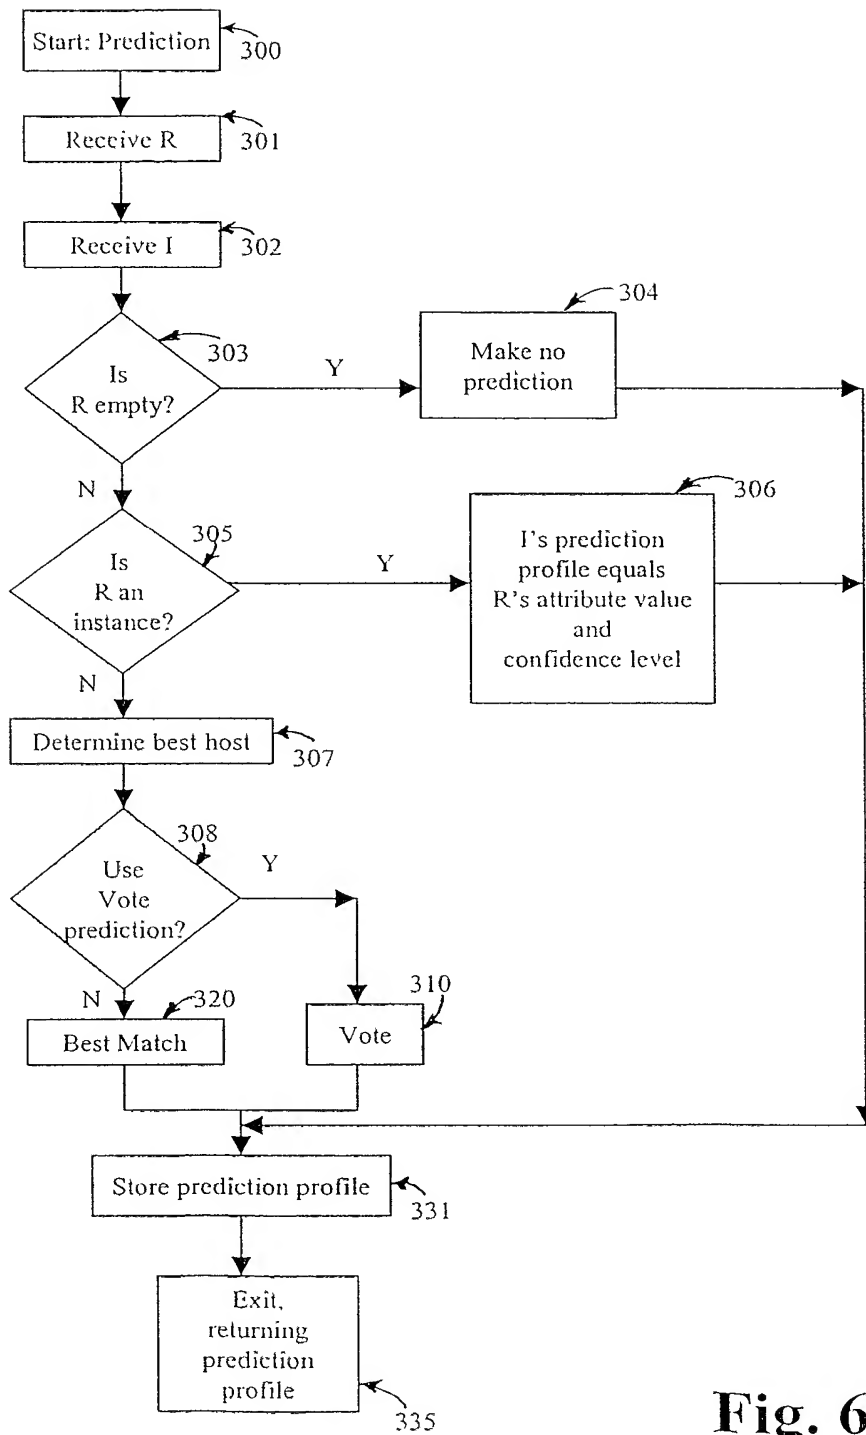 Start: Prediction
300
Receive R
301
Receive I
302
303
Is
R empty?
Y
304
Make no
prediction
N
305
Is
R an
instance?
Y
306
I's prediction
profile equals
R's attribute value
and
confidence level
N
Determine best host
307
308
Use
Vote
prediction?
Y
N
320
Best Match
310
Vote
Store prediction profile
331
Exit,
returning
prediction
profile
335
Fig. 6